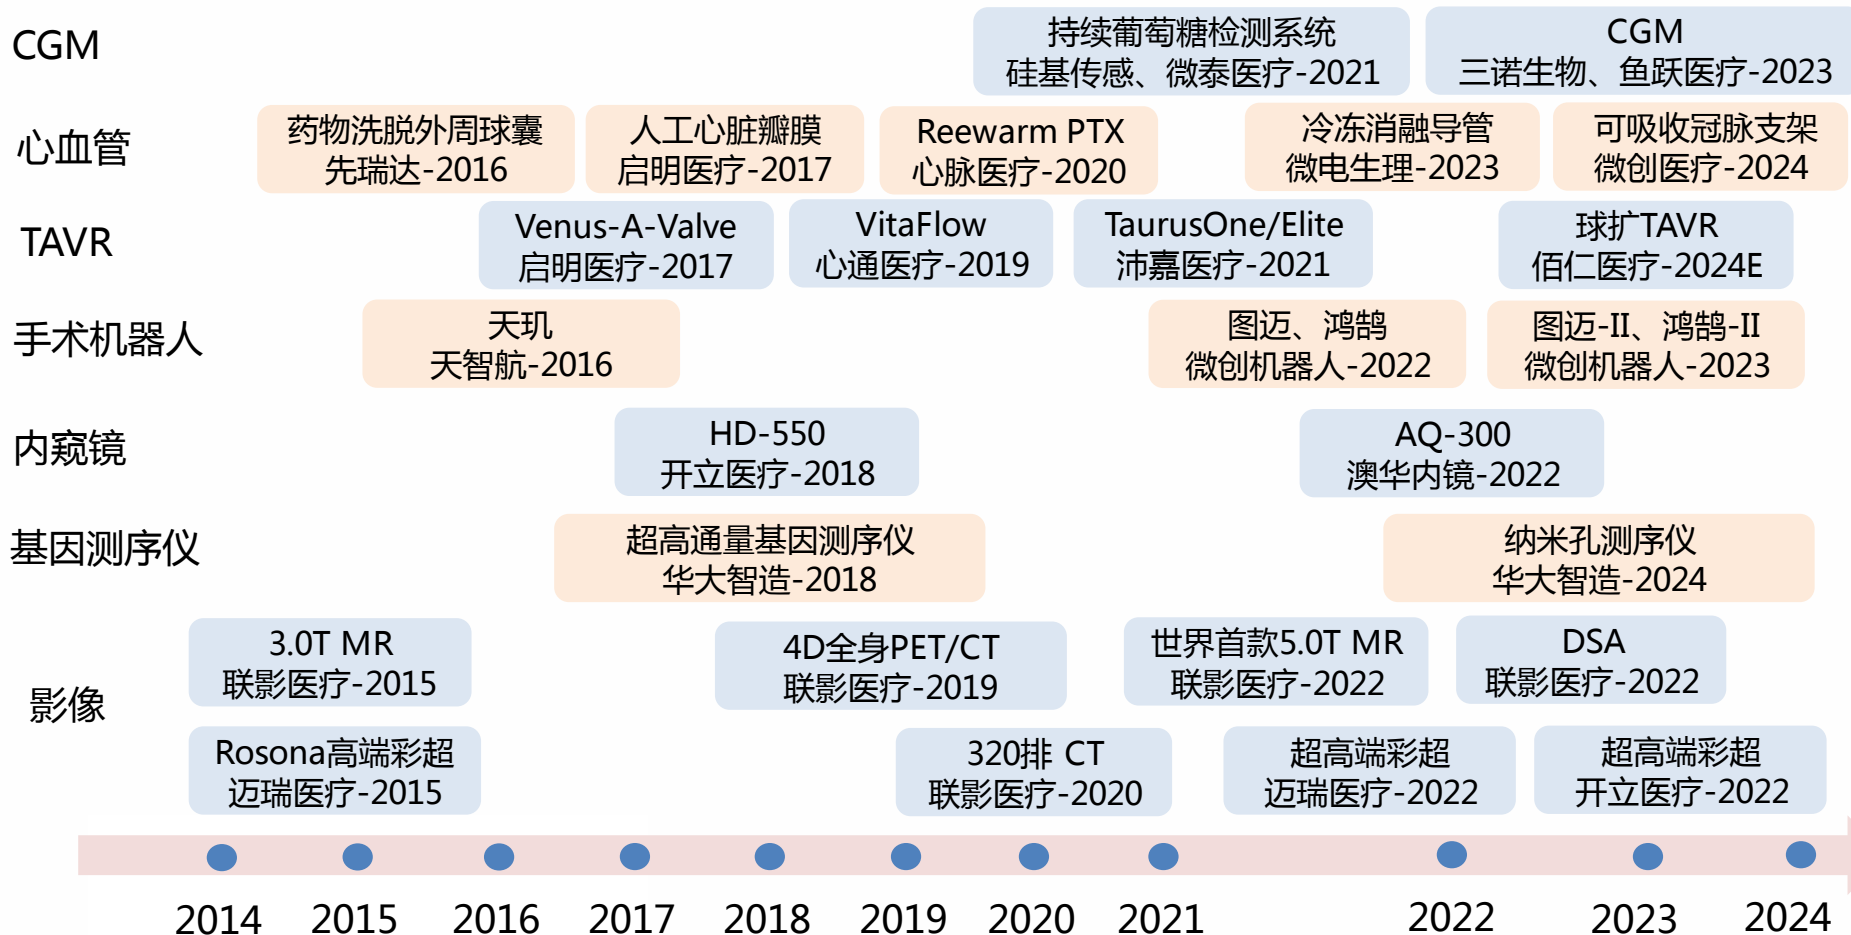 CGM
持续葡萄糖检测系统
硅基传感、微泰医疗-2021
CGM
三诺生物、鱼跃医疗-2023
心血管
药物洗脱外周球囊
先瑞达-2016
人工心脏瓣膜
启明医疗-2017
Reewarm PTX
心脉医疗-2020
冷冻消融导管
微电生理-2023
可吸收冠脉支架
微创医疗-2024
TAVR
Venus-A-Valve
启明医疗-2017
VitaFlow
心通医疗-2019
TaurusOne/Elite
沛嘉医疗-2021
球扩TAVR
佰仁医疗-2024E
手术机器人
天玑
天智航-2016
图迈、鸿鹄
微创机器人-2022
图迈-II、鸿鹄-II
微创机器人-2023
内窥镜
HD-550
开立医疗-2018
AQ-300
澳华内镜-2022
基因测序仪
超高通量基因测序仪
华大智造-2018
纳米孔测序仪
华大智造-2024
影像
3.0T MR
联影医疗-2015
4D全身PET/CT
联影医疗-2019
世界首款5.0T MR
联影医疗-2022
DSA
联影医疗-2022
Rosona高端彩超
迈瑞医疗-2015
320排 CT
联影医疗-2020
超高端彩超
迈瑞医疗-2022
超高端彩超
开立医疗-2022
2014 2015 2016 2017 2018 2019 2020 2021 2022 2023 2024